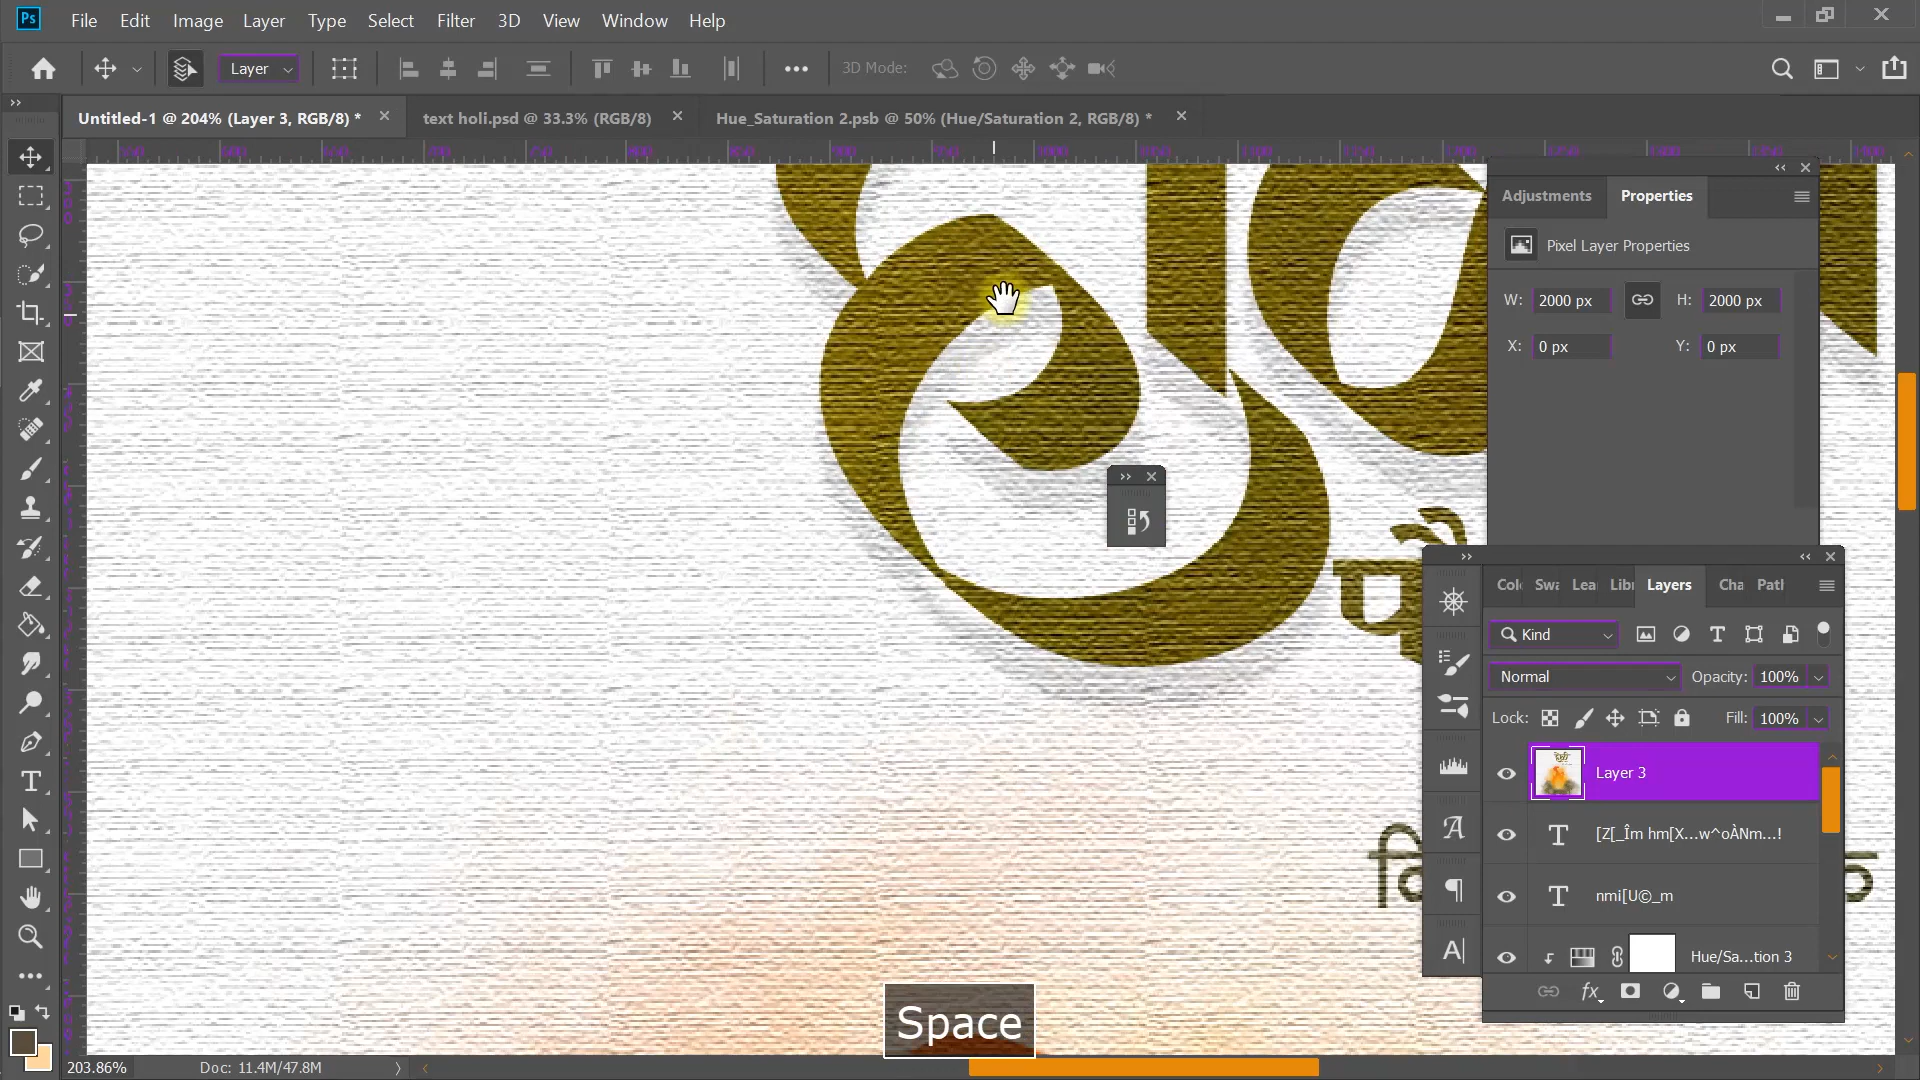 Ps File Edit Image Layer Type Select Filter 3D View Window Help
Layer 3D Mode:
Untitled-1 @ 204% (Layer 3, RGB/8) * text holi.psd @ 33.3% (RGB/8) Hue_Saturation 2.psb @ 50% (Hue/Saturation 2, RGB/8) *
Adjustments Properties
Pixel Layer Properties
W: 2000 px H: 2000 px
X: 0 px Y: 0 px
Layers Path
Kind
Normal Opacity: 100%
Lock: Fill: 100%
Layer 3
[Z[_Îm hm[X...w^oÀNm...!
nmi[U©_m
Hue/Sa...tion 3
Space
203.86% Doc: 11.4M/47.8M